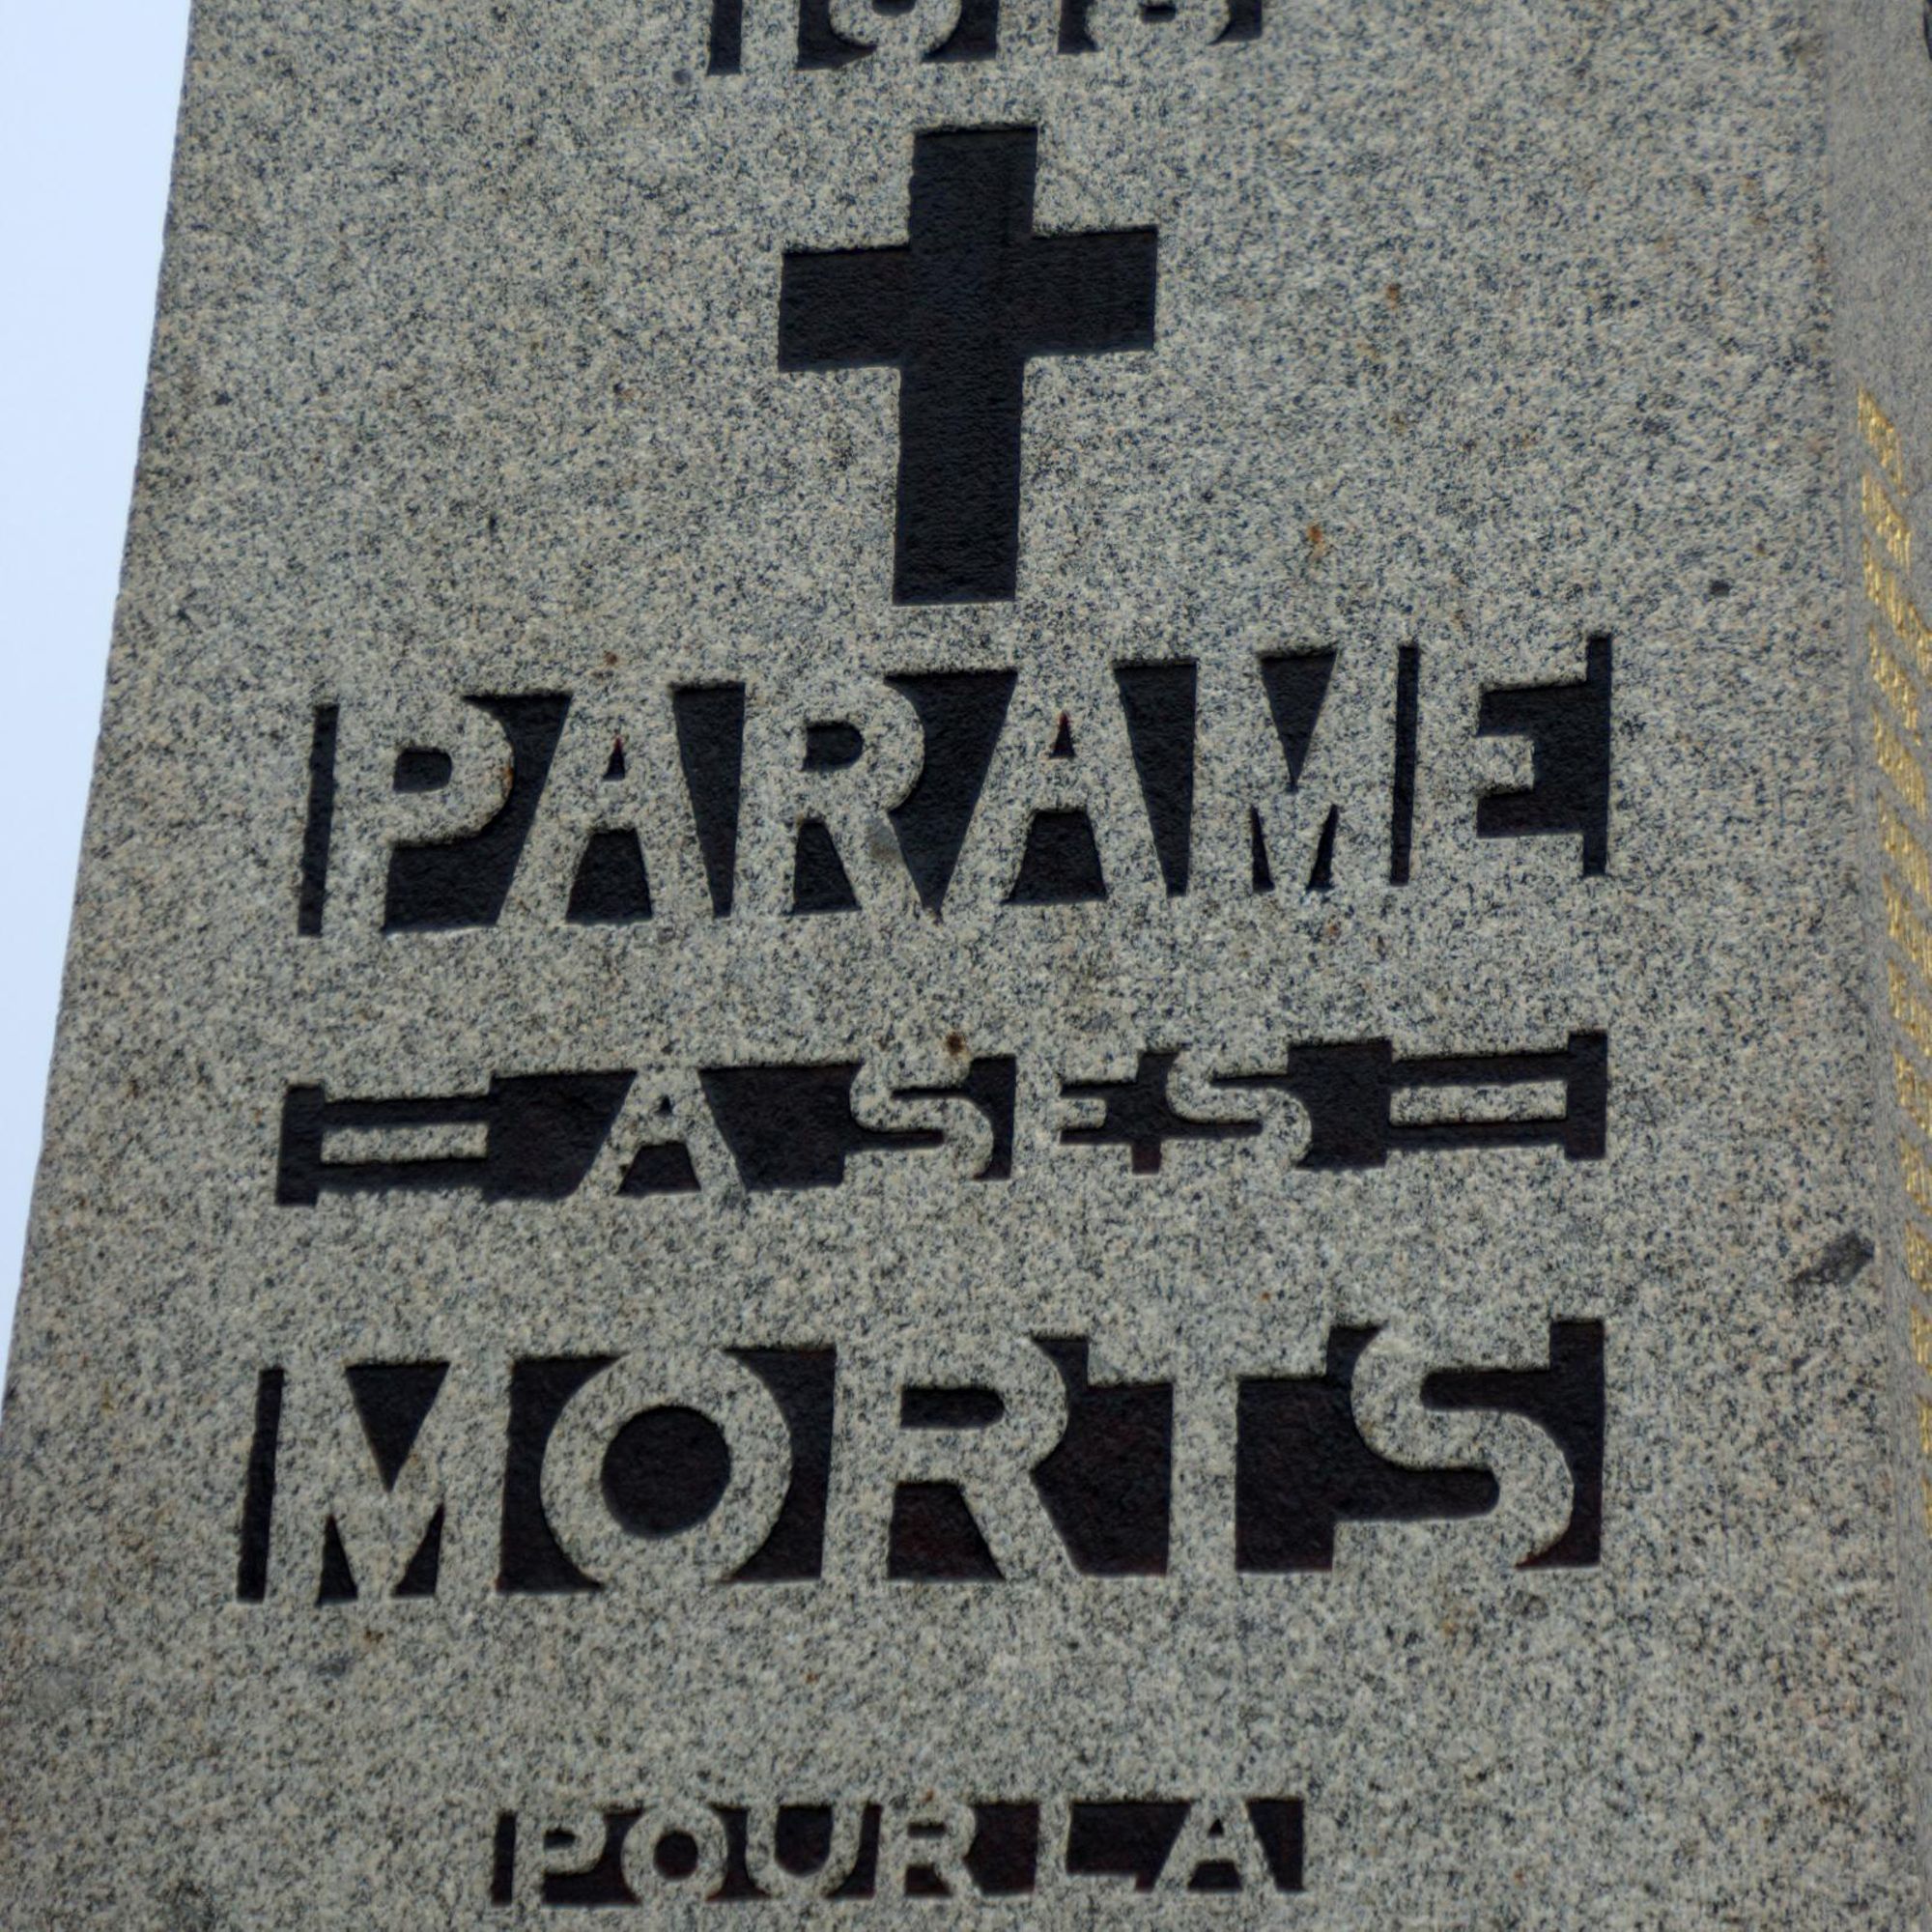 PARAME
= A SES =
MORTS
POUR LA